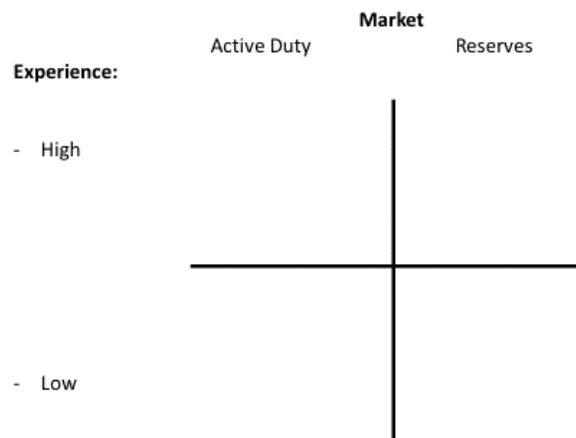 Market
Active Duty Reserves
Experience:
- High
- Low